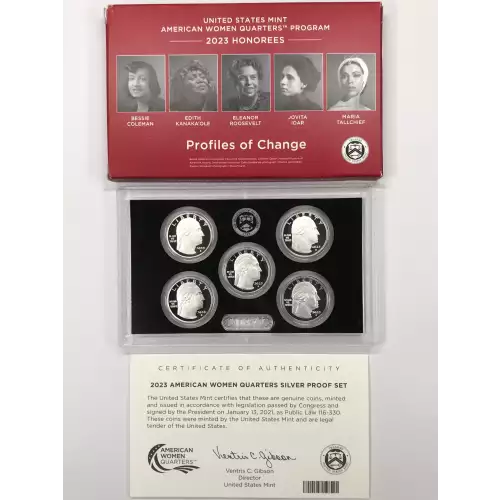 UNITED STATES MINT
AMERICAN WOMEN QUARTERS™ PROGRAM
2023 HONOREES
BESSIE
COLEMAN
EDITH
KANAKAʻOLE
ELEANOR
ROOSEVELT
JOVITA
IDAR
MARIA
TALLCHIEF
Profiles of Change
LIBERTY
LIBERTY
LIBERTY
LIBERTY
LIBERTY
CERTIFICATE OF AUTHENTICITY
2023 AMERICAN WOMEN QUARTERS SILVER PROOF SET
The United States Mint certifies that these are genuine coins, minted
and issued in accordance with legislation passed by Congress and
signed by the President on January 13, 2021, as Public Law 116-330.
These coins were minted by the United States Mint and are legal
tender of the United States.
AMERICAN
WOMEN
QUARTERS™
Ventris C. Gibson
Ventris C. Gibson
Director
United States Mint